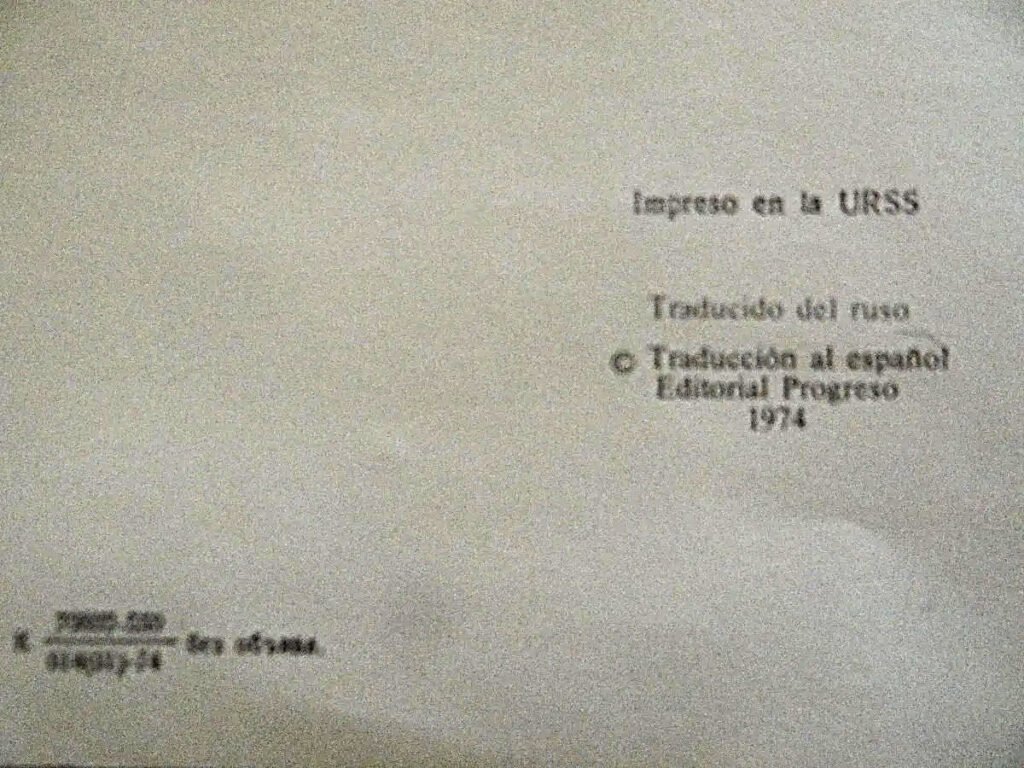 Impreso en la URSS
Traducido del ruso
© Traducción al español
Editorial Progreso
1974